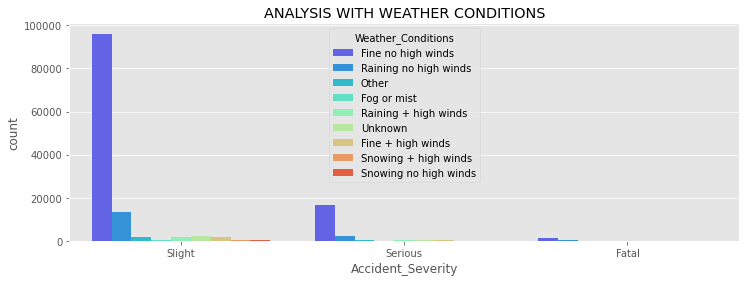 ANALYSIS WITH WEATHER CONDITIONS
100000
80000
60000
40000
20000
0
count
Weather_Conditions
Fine no high winds
Raining no high winds
Other
Fog or mist
Raining + high winds
Unknown
Fine + high winds
Snowing + high winds
Snowing no high winds
Slight
Serious
Fatal
Accident_Severity